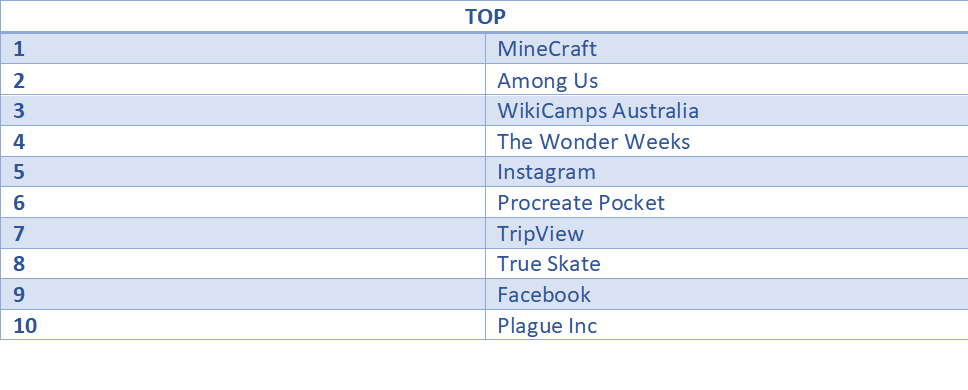 TOP
1 MineCraft
2 Among Us
3 WikiCamps Australia
4 The Wonder Weeks
5 Instagram
6 Procreate Pocket
7 TripView
8 True Skate
9 Facebook
10 Plague Inc